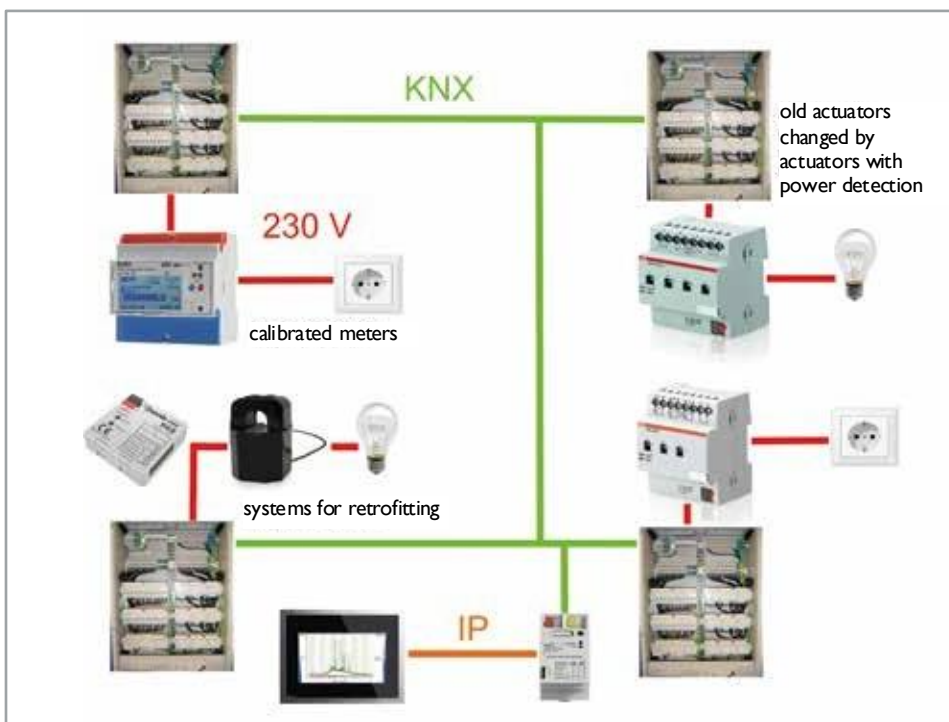 KNX
old actuators
changed by
actuators with
power detection
230 V
calibrated meters
systems for retrofitting
IP